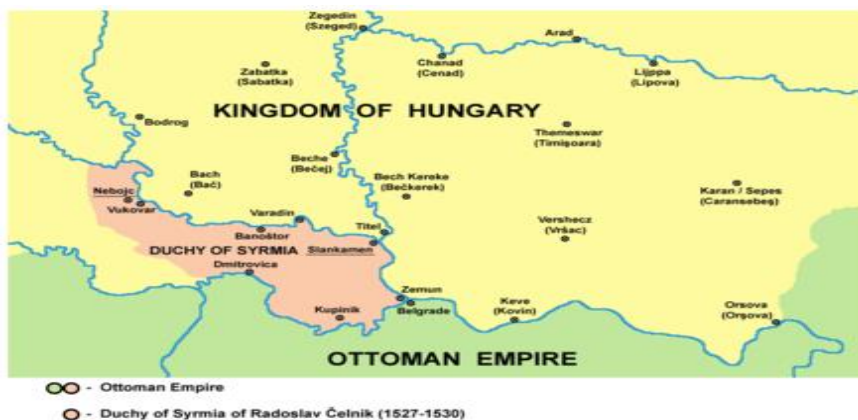 Zegedin
(Szeged)
Arad
Chanad
(Cenad)
Lijppa
(Lipova)
Zabatka
(Sabatka)
KINGDOM OF HUNGARY
Bodrog
Themeswar
(Timișoara)
Beche
(Bečej)
Bach
(Bač)
Bech Kereke
(Bečkerek)
Karan / Sepes
(Caransebeș)
Nebojc
Vukovar
Varadin
Vershecz
(Vršac)
Banoštor
Titel
DUCHY OF SYRMIA
Slankamen
Dmitrovica
Zemun
Belgrade
Kupinik
Keve
(Kovin)
Orsova
(Orșova)
OTTOMAN EMPIRE
- Ottoman Empire
- Duchy of Syrmia of Radoslav Čelnik (1527-1530)